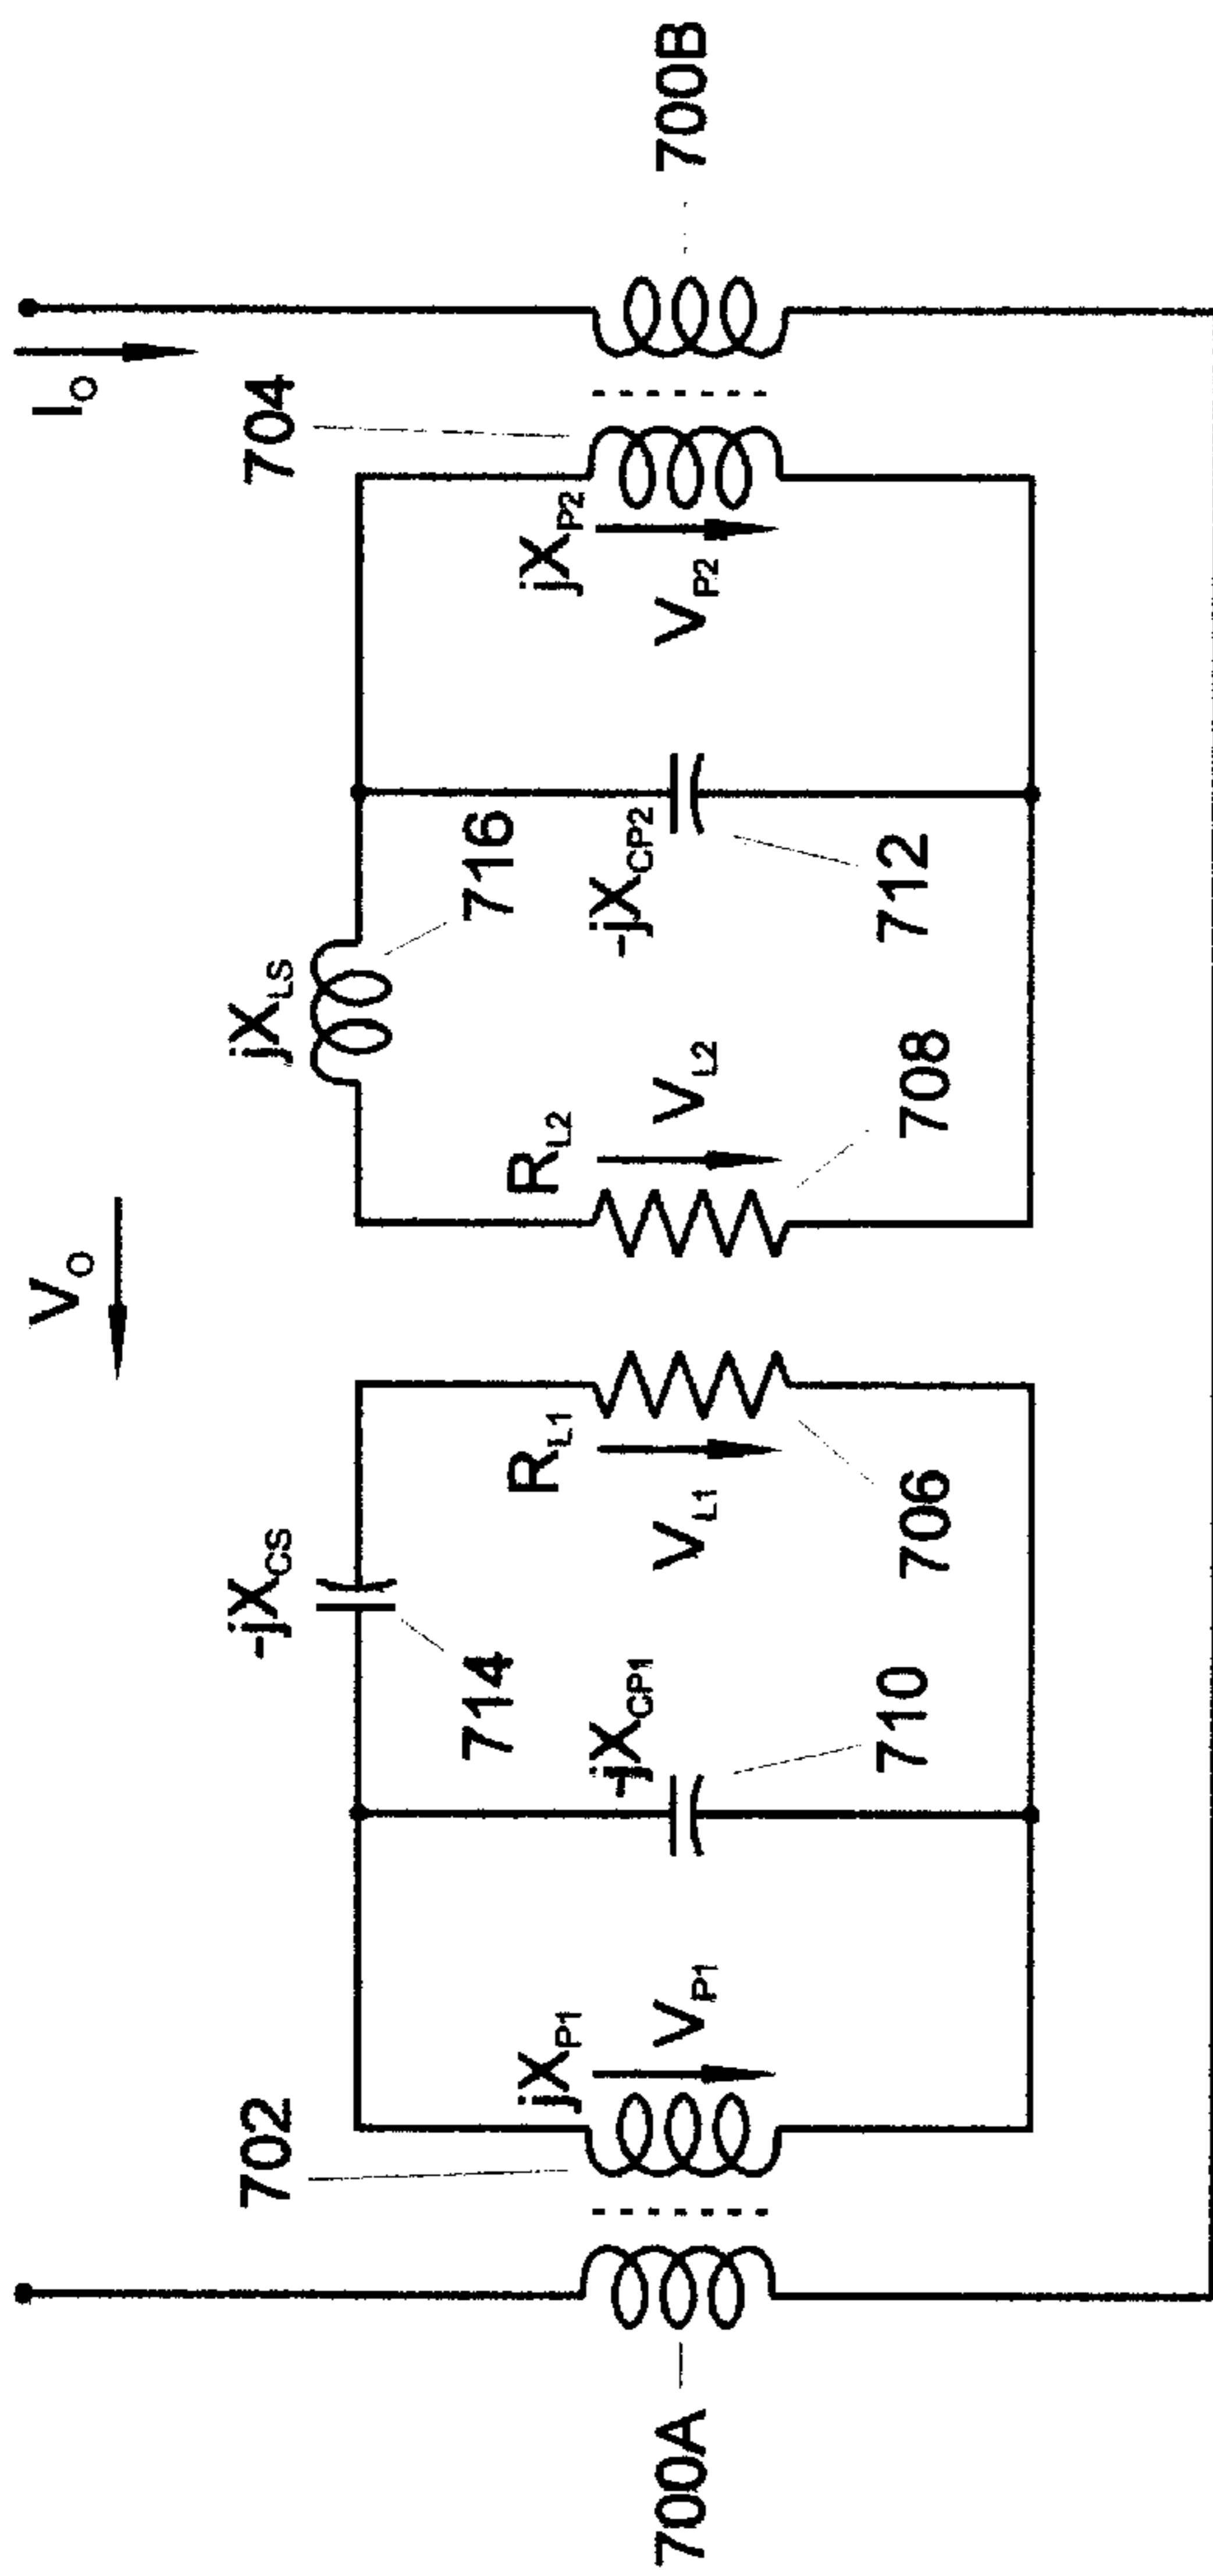 V_O
I_O
702
-jX_CS
jX_LS
704
714
716
jX_P1
R_L1
R_L2
jX_P2
-jX_CP1
-jX_CP2
700A
V_P1
V_L1
V_L2
V_P2
700B
710
706
708
712